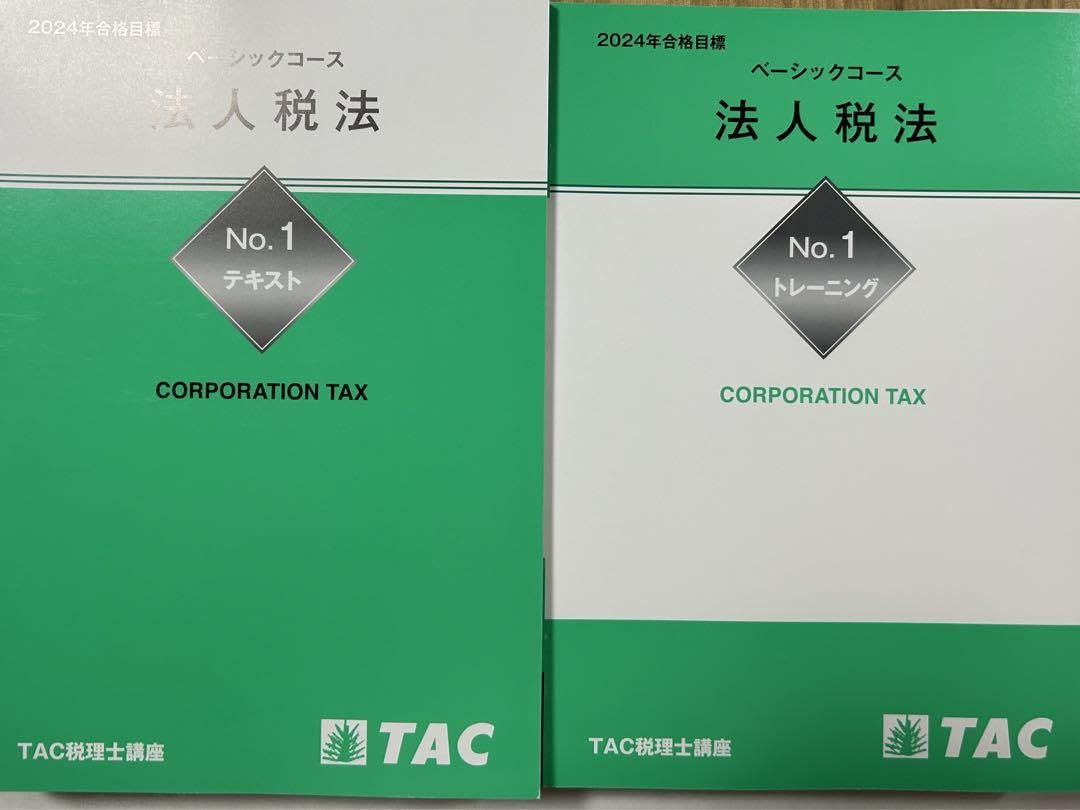 2024年合格目標
ベーシックコース
法人税法
No.1
テキスト
CORPORATION TAX
TAC税理士講座
TAC
2024年合格目標
ベーシックコース
法人税法
No.1
トレーニング
CORPORATION TAX
TAC税理士講座
TAC